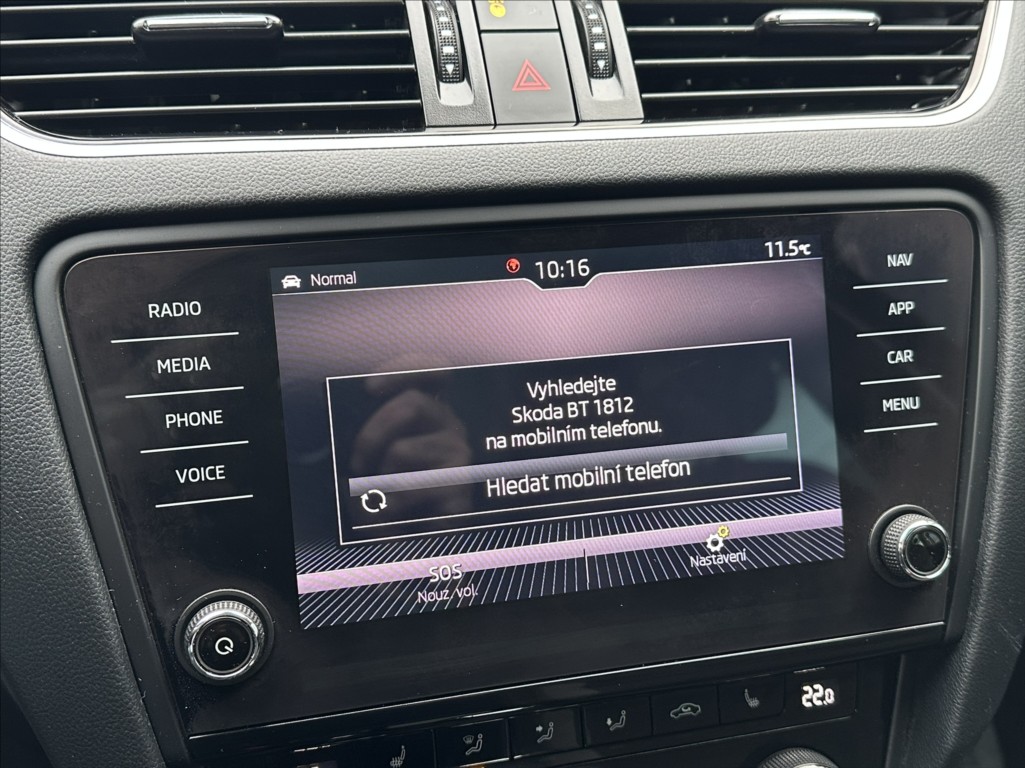 Normal
10:16
11.5°C
RADIO
MEDIA
PHONE
VOICE
NAV
APP
CAR
MENU
Vyhledejte
Skoda BT 1812
na mobilním telefonu.
Hledat mobilní telefon
SOS
Nouz. vol.
Nastavení
22.0